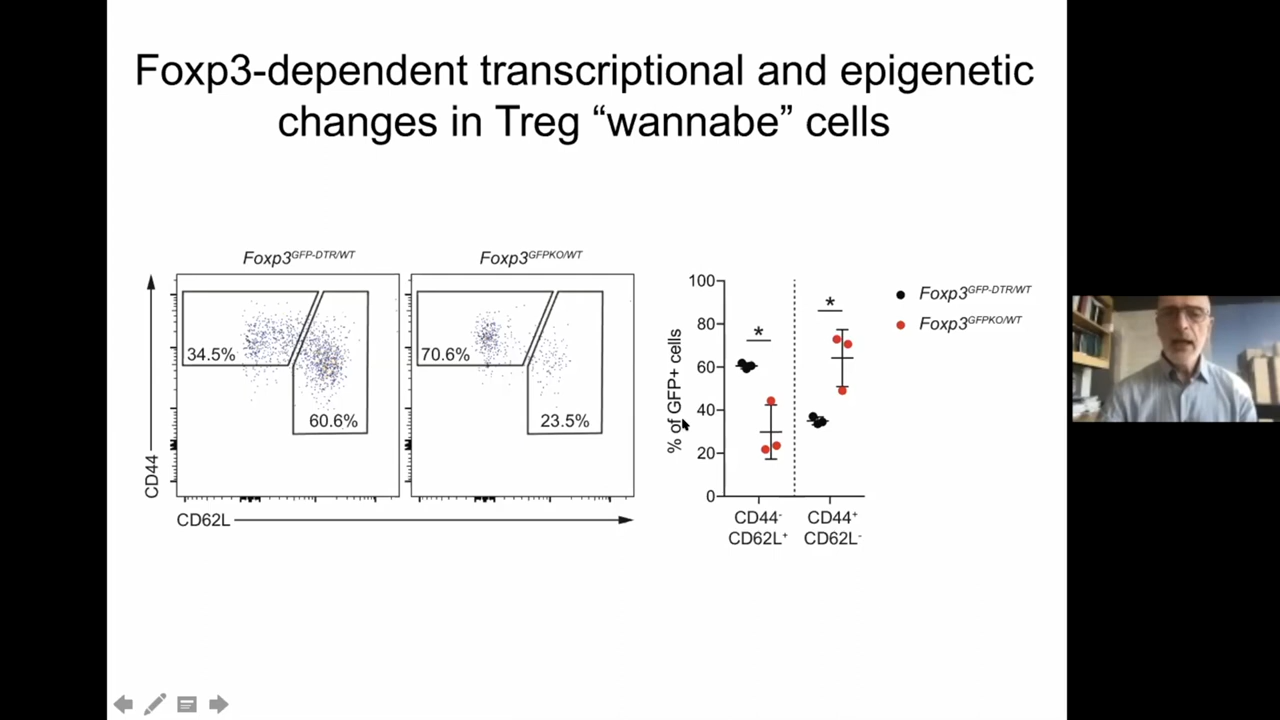 Foxp3-dependent transcriptional and epigenetic
changes in Treg “wannabe” cells
Foxp3GFP-DTR/WT
Foxp3GFPKO/WT
34.5%
60.6%
70.6%
23.5%
CD44
CD62L
% of GFP+ cells
100
80
60
40
20
0
*
*
CD44-
CD62L+
CD44+
CD62L-
Foxp3GFP-DTR/WT
Foxp3GFPKO/WT